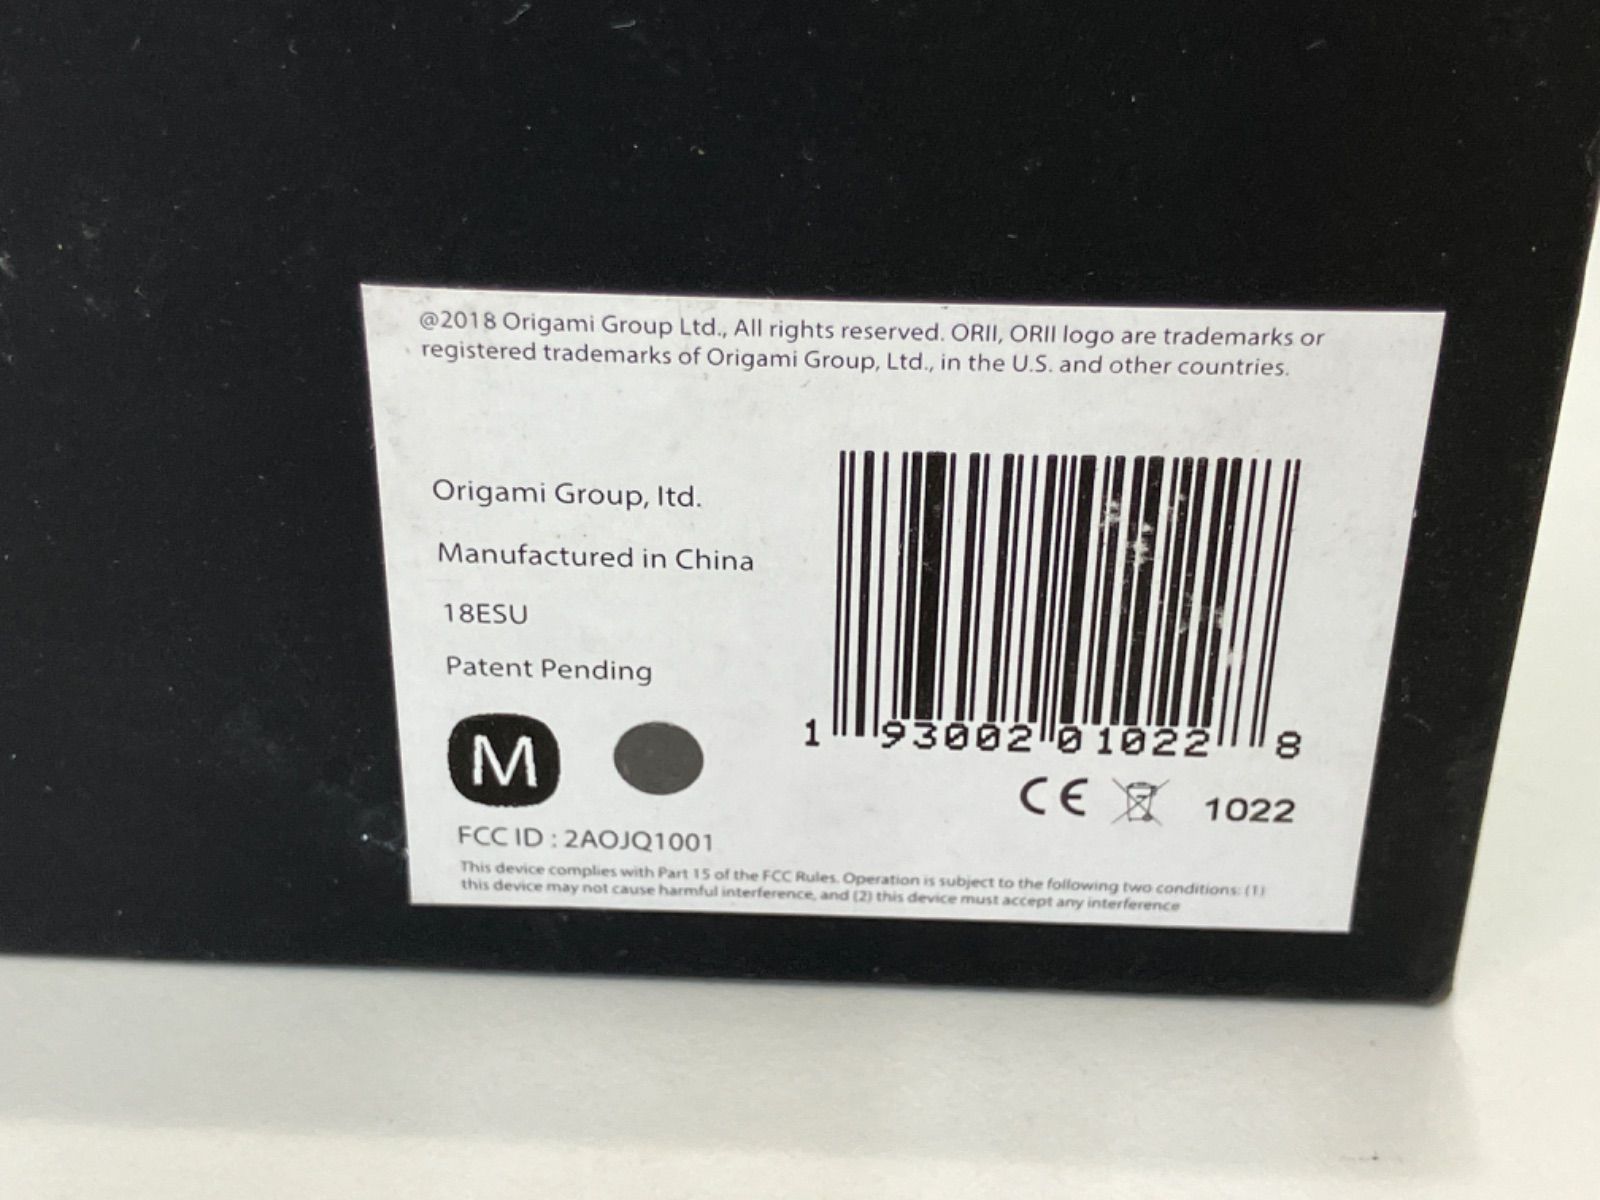 @2018 Origami Group Ltd., All rights reserved. ORII, ORII logo are trademarks or
registered trademarks of Origami Group, Ltd., in the U.S. and other countries.
Origami Group, ltd.
Manufactured in China
18ESU
Patent Pending
M
1 93002 01022 8
CE
1022
FCC ID : 2AOJQ1001
This device complies with Part 15 of the FCC Rules. Operation is subject to the following two conditions: (1)
this device may not cause harmful interference, and (2) this device must accept any interference